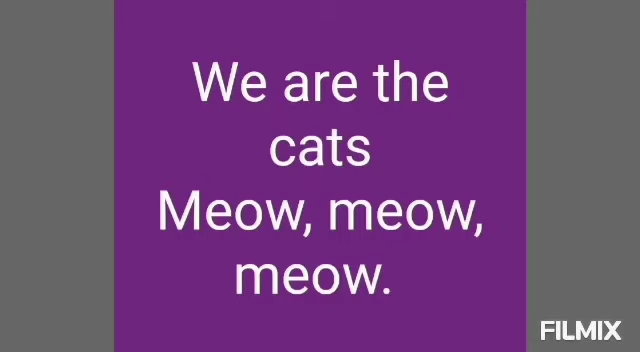 We are the
cats
Meow, meow,
meow.
FILMIX